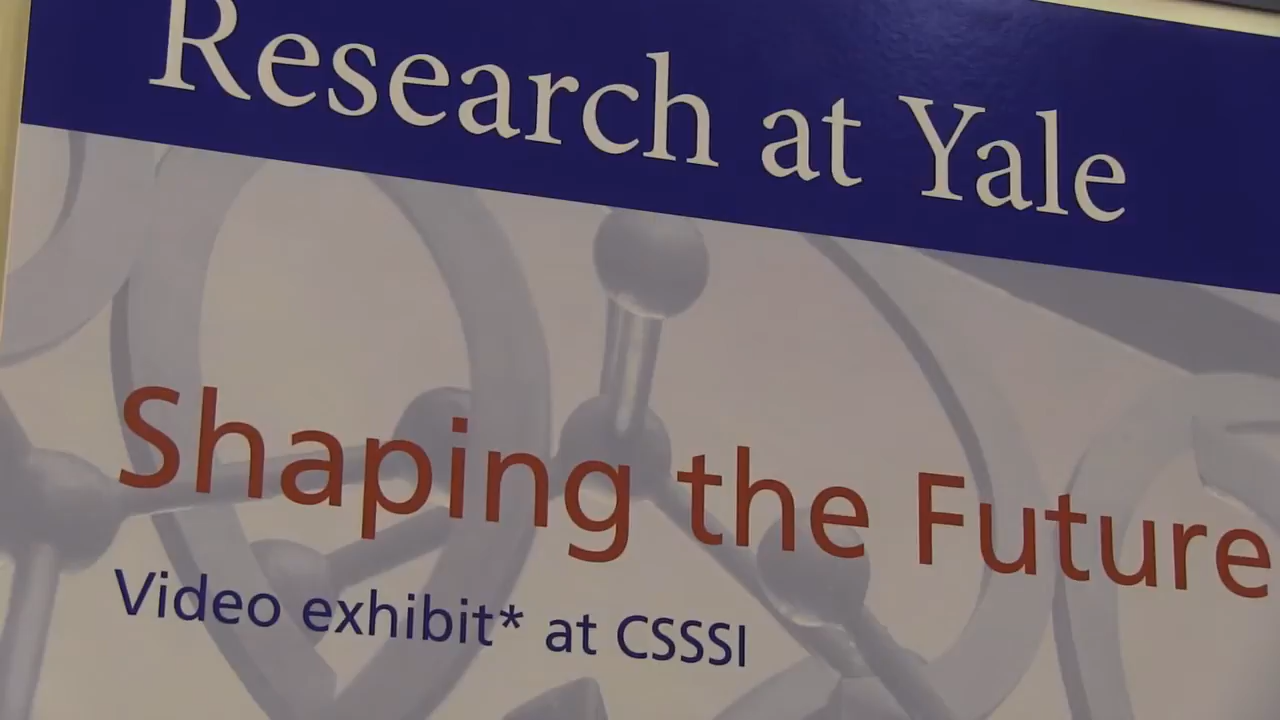 Research at Yale
Shaping the Future
Video exhibit* at CSSSI